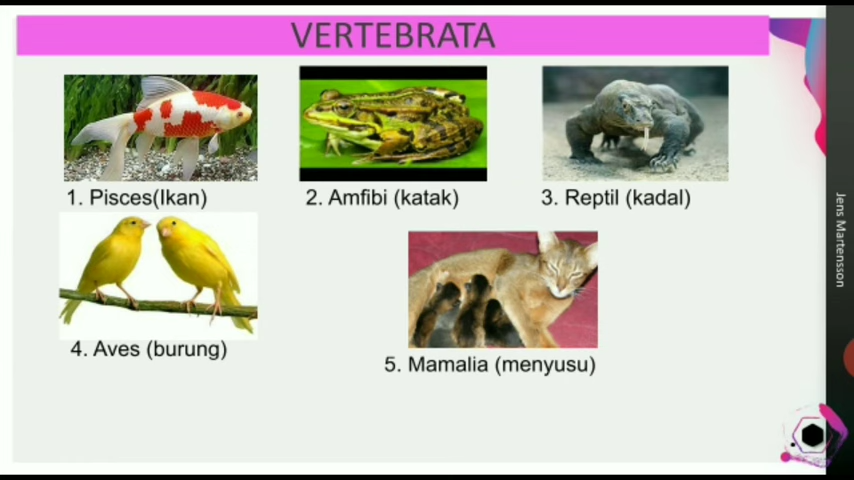 VERTEBRATA
1. Pisces(Ikan)
2. Amfibi (katak)
3. Reptil (kadal)
4. Aves (burung)
5. Mamalia (menyusu)
Jens Martensson